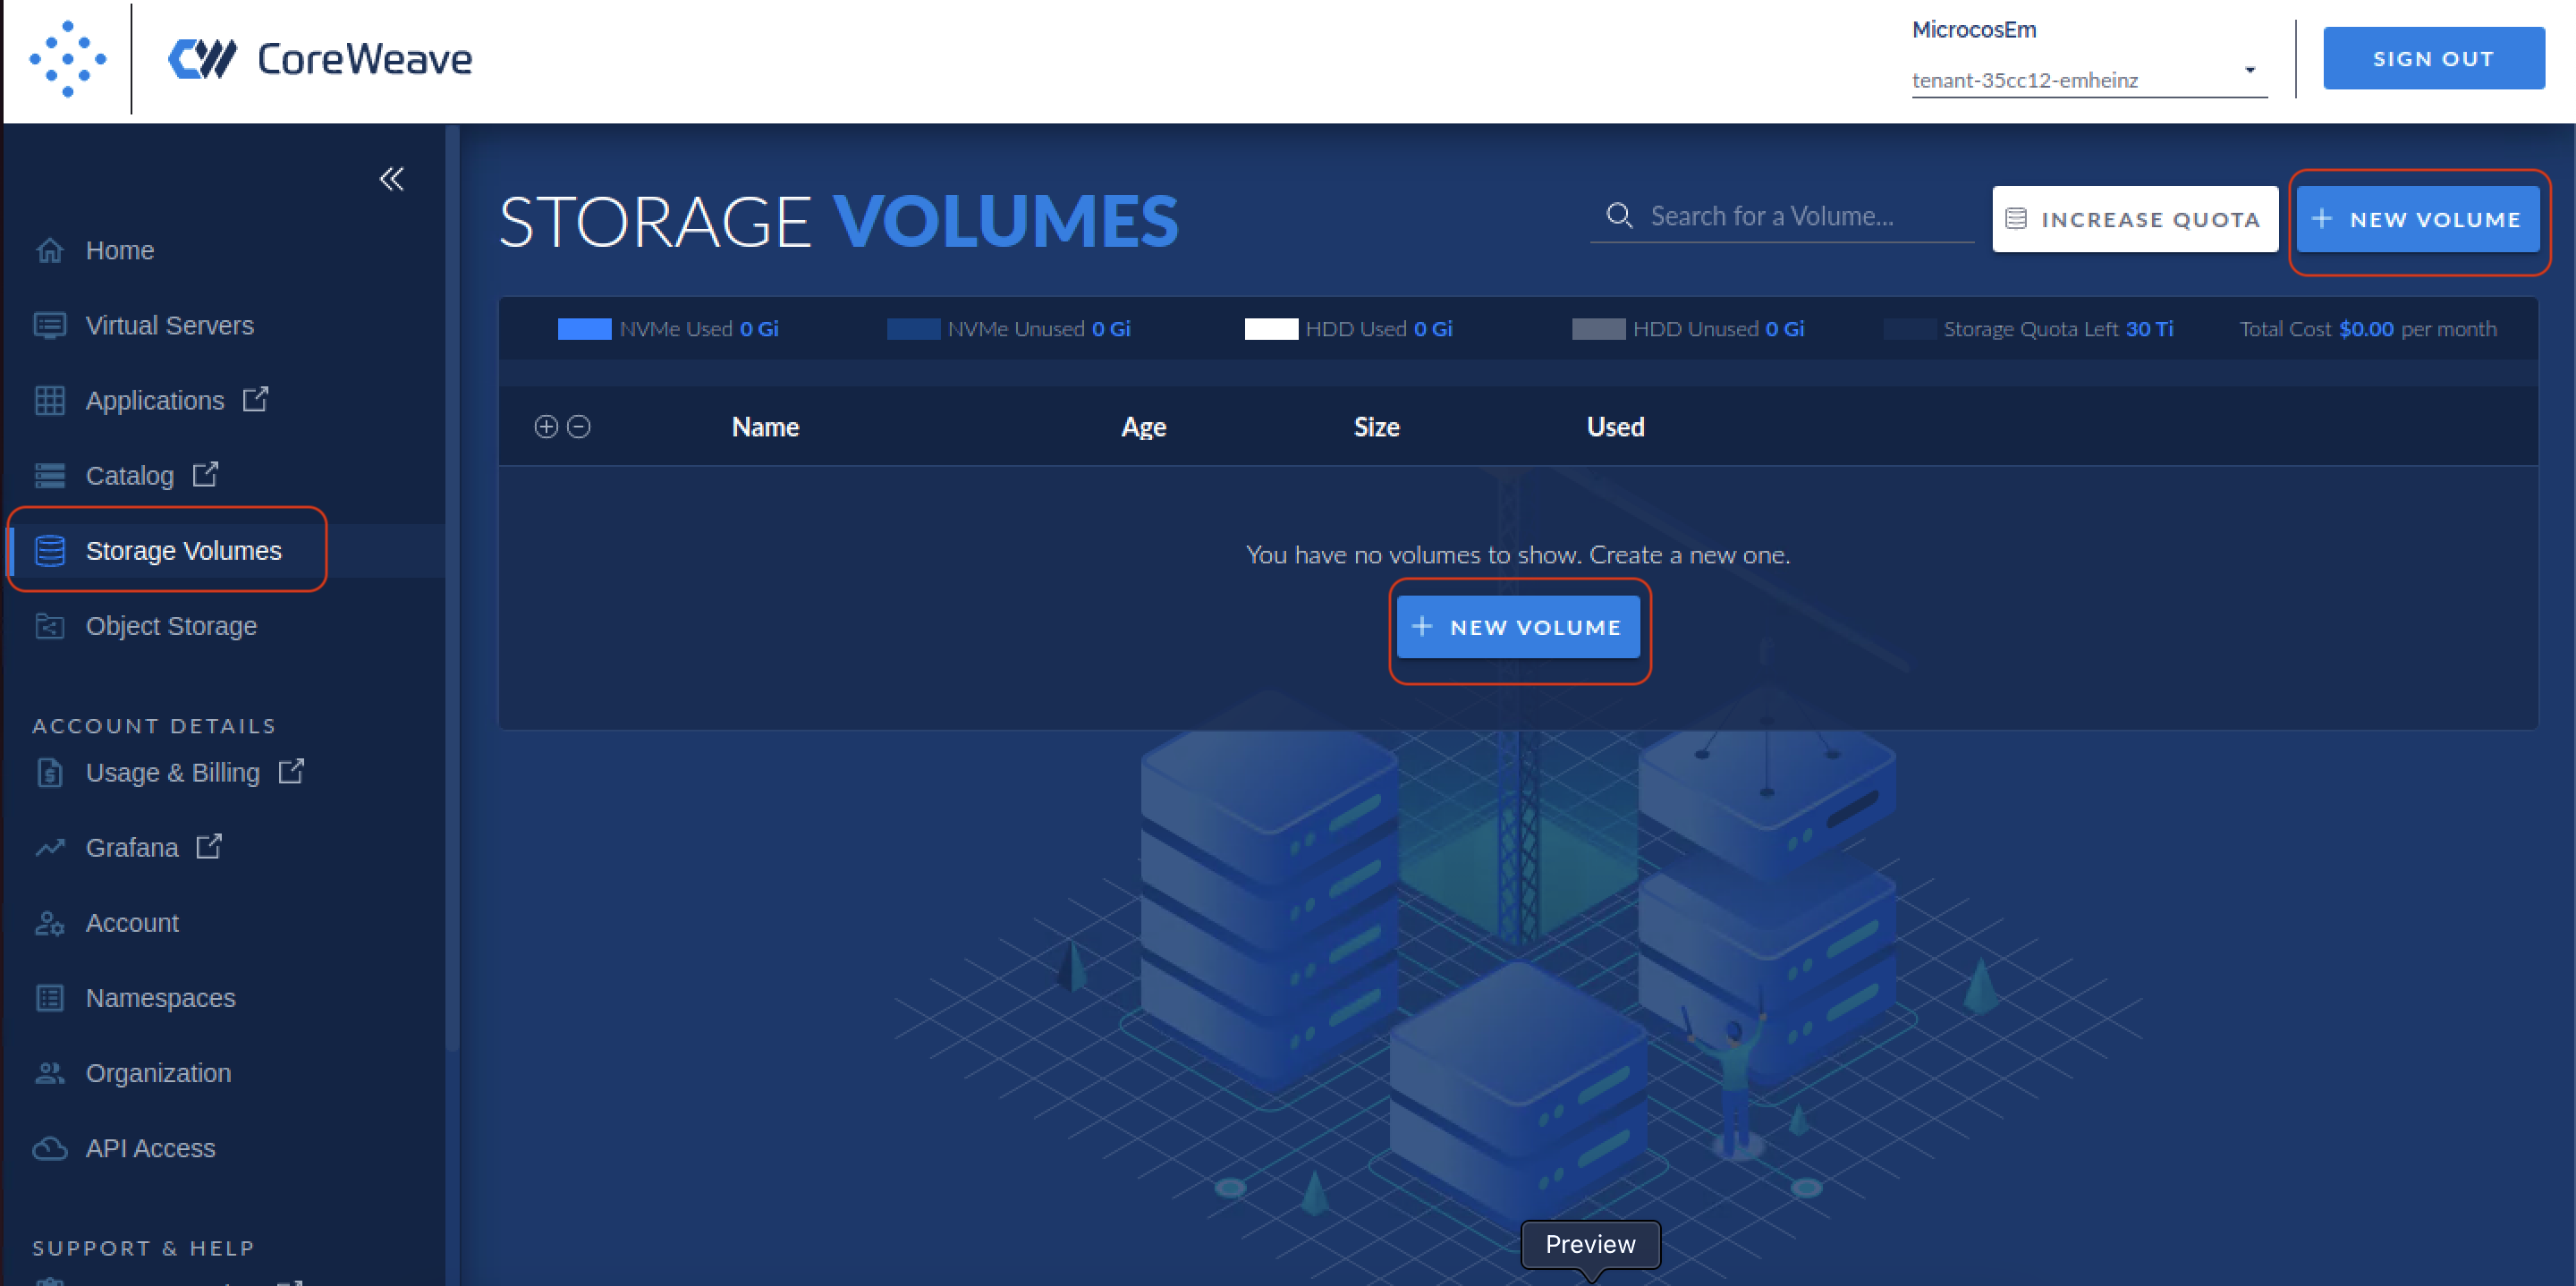 CoreWeave
MicrocosEm
tenant-35cc12-emheinz
SIGN OUT
Home
Virtual Servers
Applications
Catalog
Storage Volumes
Object Storage
ACCOUNT DETAILS
Usage & Billing
Grafana
Account
Namespaces
Organization
API Access
SUPPORT & HELP
STORAGE VOLUMES
Search for a Volume...
INCREASE QUOTA
+ NEW VOLUME
NVMe Used 0 Gi
NVMe Unused 0 Gi
HDD Used 0 Gi
HDD Unused 0 Gi
Storage Quota Left 30 Ti
Total Cost $0.00 per month
Name Age Size Used
You have no volumes to show. Create a new one.
+ NEW VOLUME
Preview